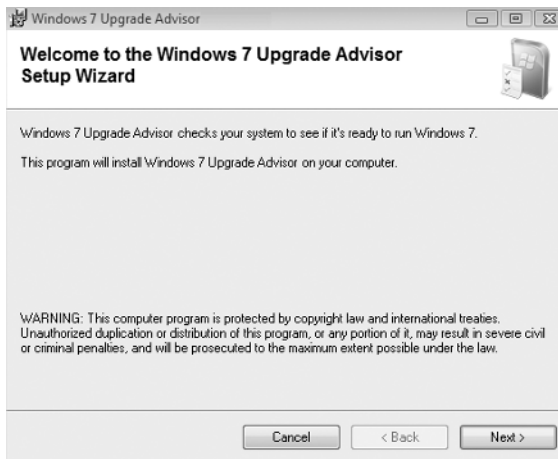 Windows 7 Upgrade Advisor
Welcome to the Windows 7 Upgrade Advisor
Setup Wizard
Windows 7 Upgrade Advisor checks your system to see if it's ready to run Windows 7.
This program will install Windows 7 Upgrade Advisor on your computer.
WARNING: This computer program is protected by copyright law and international treaties.
Unauthorized duplication or distribution of this program, or any portion of it, may result in severe civil
or criminal penalties, and will be prosecuted to the maximum extent possible under the law.
Cancel < Back Next >